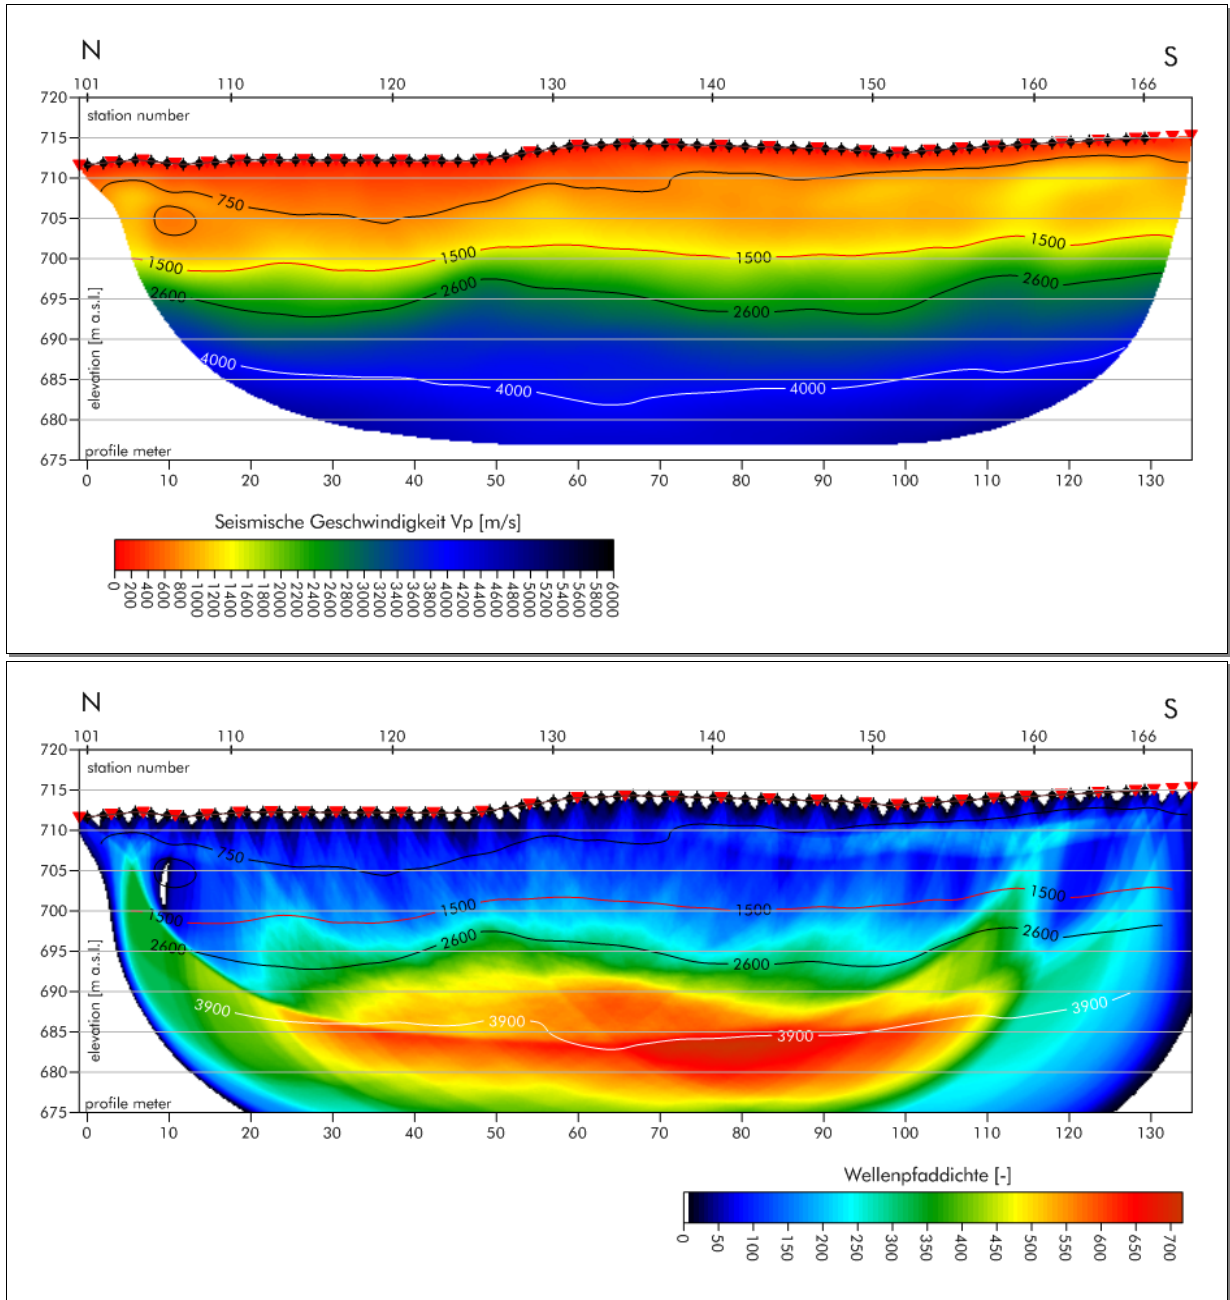 N S
101 110 120 130 140 150 160 166
720
station number
715
710
750
705
1500 1500 1500 1500
700
2600 2600 2600 2600
695
elevation [m a.s.l.]
690
4000 4000 4000
685
680
profile meter
675
0 10 20 30 40 50 60 70 80 90 100 110 120 130
Seismische Geschwindigkeit Vp [m/s]
0 200 400 600 800 1000 1200 1400 1600 1800 2000 2200 2400 2600 2800 3000 3200 3400 3600 3800 4000 4200 4400 4600 4800 5000 5200 5400 5600 5800 6000
N S
101 110 120 130 140 150 160 166
720
station number
715
710
750
705
1500 1500 1500 1500
700
2600 2600 2600 2600
695
elevation [m a.s.l.]
690
3900 3900 3900 3900
685
680
profile meter
675
0 10 20 30 40 50 60 70 80 90 100 110 120 130
Wellenpfaddichte [-]
0 50 100 150 200 250 300 350 400 450 500 550 600 650 700